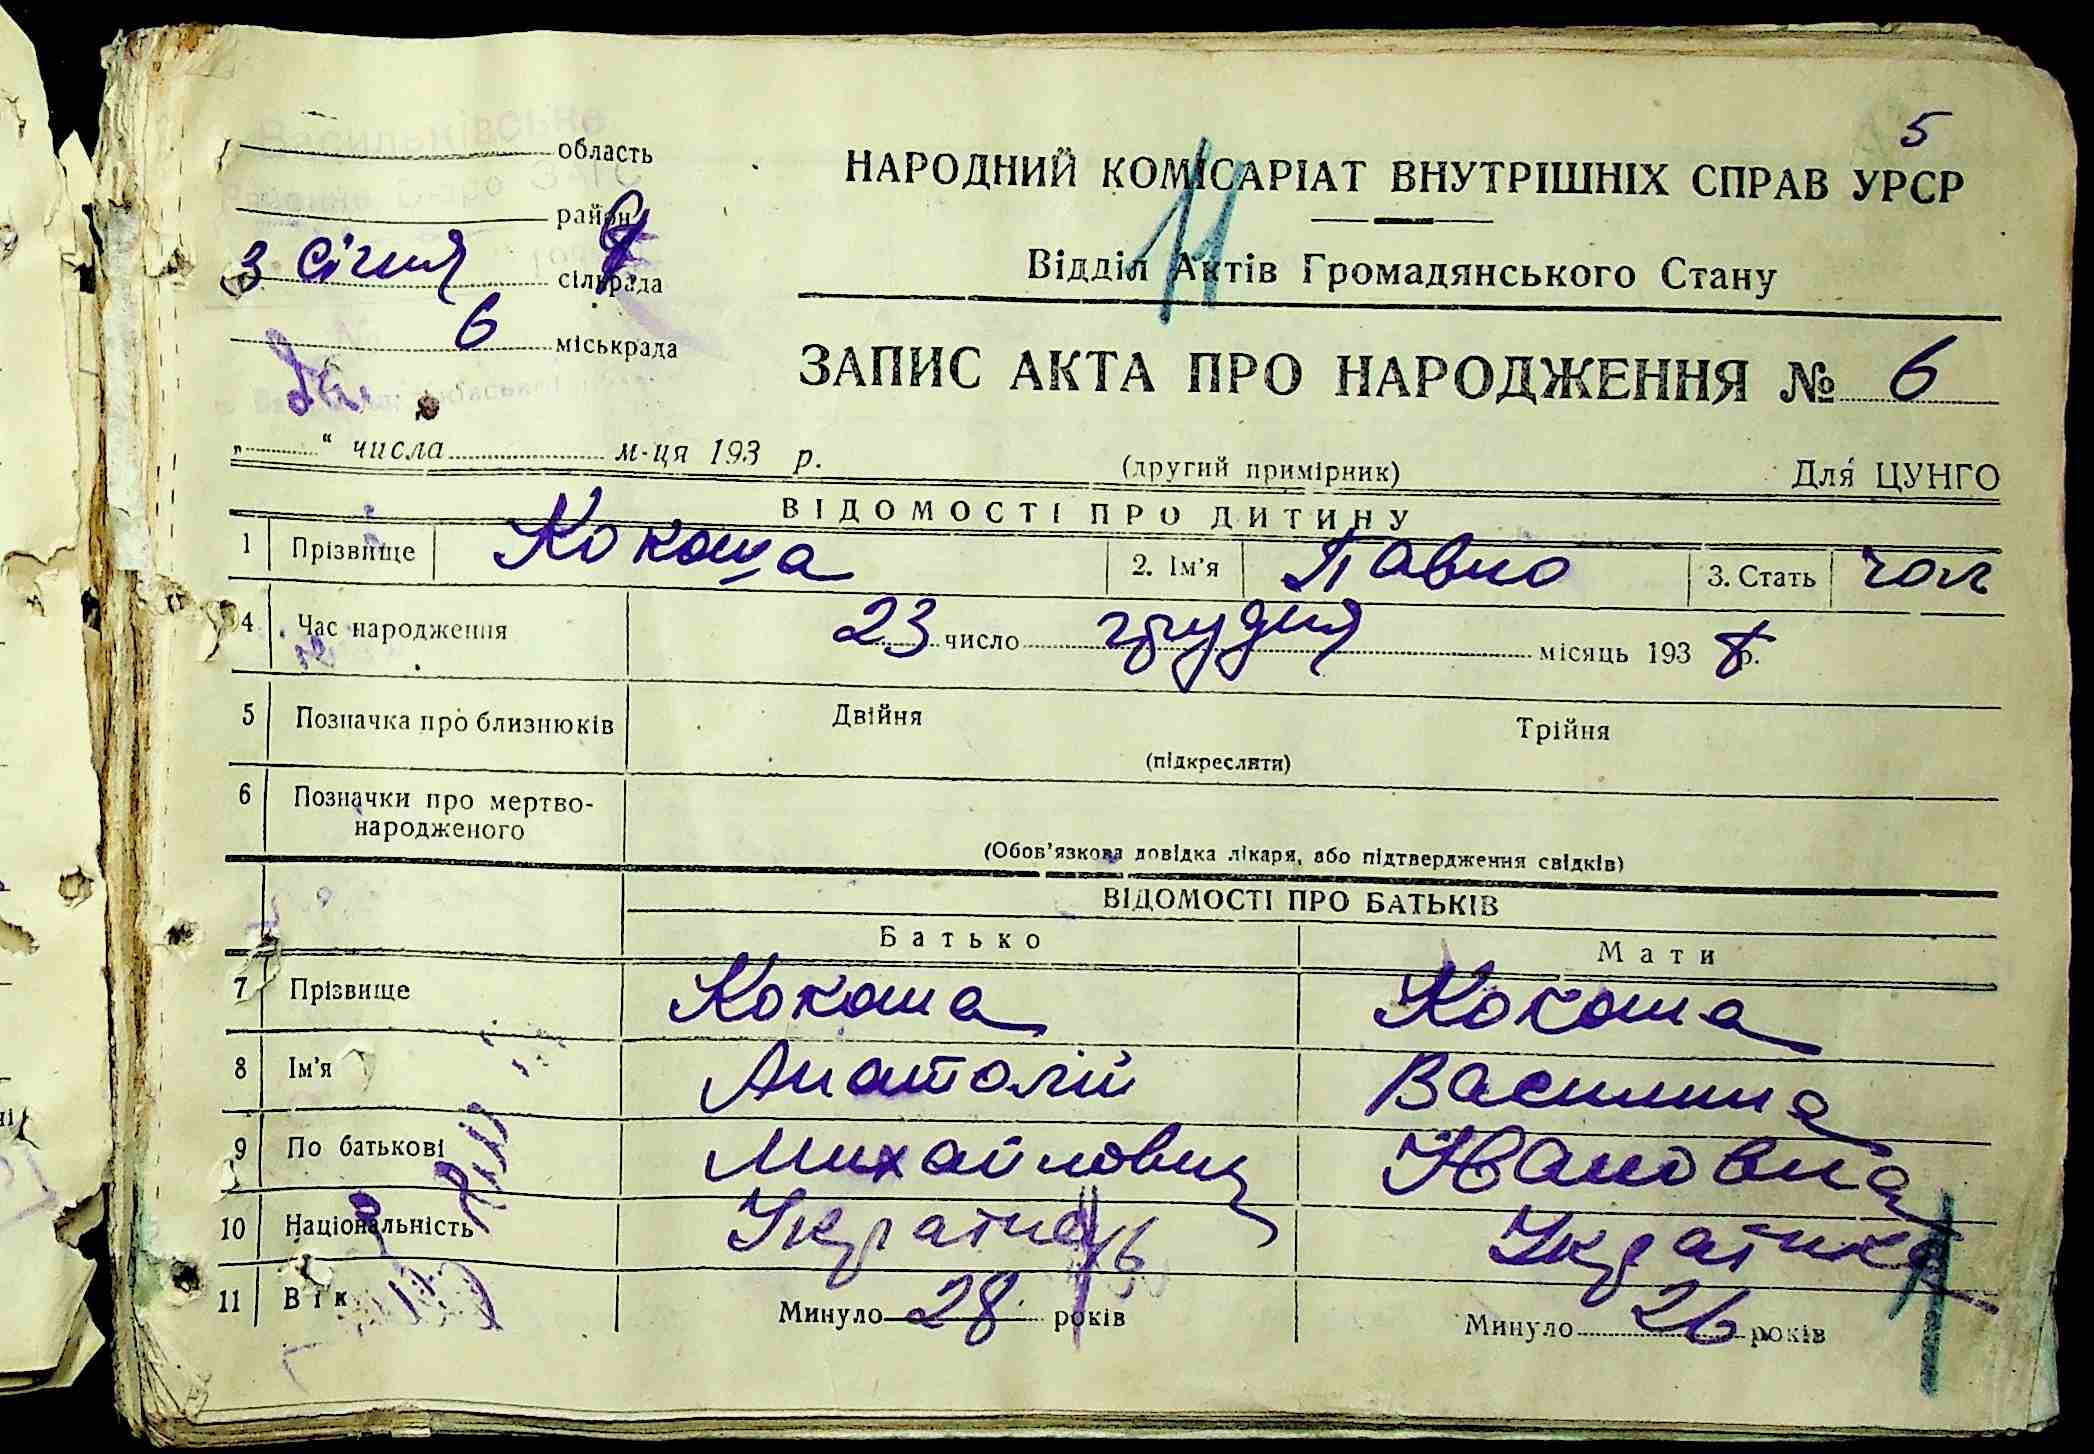 5
Васильківське
область
НАРОДНИЙ КОМІСАРІАТ ВНУТРІШНІХ СПРАВ УРСР
район
11
3 січня сільрада
Відділ Актів Громадянського Стану
6 міськрада
ЗАПИС АКТА ПРО НАРОДЖЕННЯ № 6
„ “ числа м-ця 193 р.
(другий примірник) Для ЦУНГО
ВІДОМОСТІ ПРО ДИТИНУ
1 Прізвище Кокоша 2. Ім'я Павло 3. Стать чол
4 Час народження 23 число грудня місяць 193 8 р.
5 Позначка про близнюків Двійня Трійня
(підкреслити)
6 Позначки про мертво-
народженого
(Обов'язкова довідка лікаря, або підтвердження свідків)
ВІДОМОСТІ ПРО БАТЬКІВ
Батько Мати
7 Прізвище Кокоша Кокоша
8 Ім'я Анатолій Василина
9 По батькові Михайлович Івановна
10 Національність Українець Українка
11 Вік Минуло 28 років Минуло 26 років